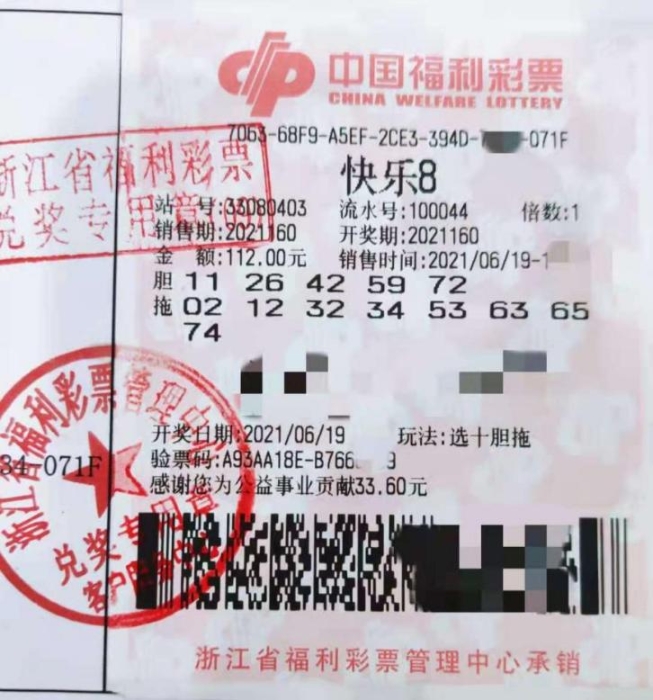 中国福利彩票
CHINA WELFARE LOTTERY
7063-68F9-A5EF-2CE3-394D- -071F
浙江省福利彩票
兑奖专用章
快乐8
站 号:33080403 流水号:100044 倍数:1
销售期:2021160 开奖期:2021160
金 额:112.00元 销售时间:2021/06/19-1
胆 11 26 42 59 72
拖 02 12 32 34 53 63 65
74
开奖日期:2021/06/19 玩法:选十胆拖
验票码:A93AA18E-B766
感谢您为公益事业贡献33.60元
34-071F
浙江省福利彩票管理中心
兑奖专用章
浙江省福利彩票管理中心承销